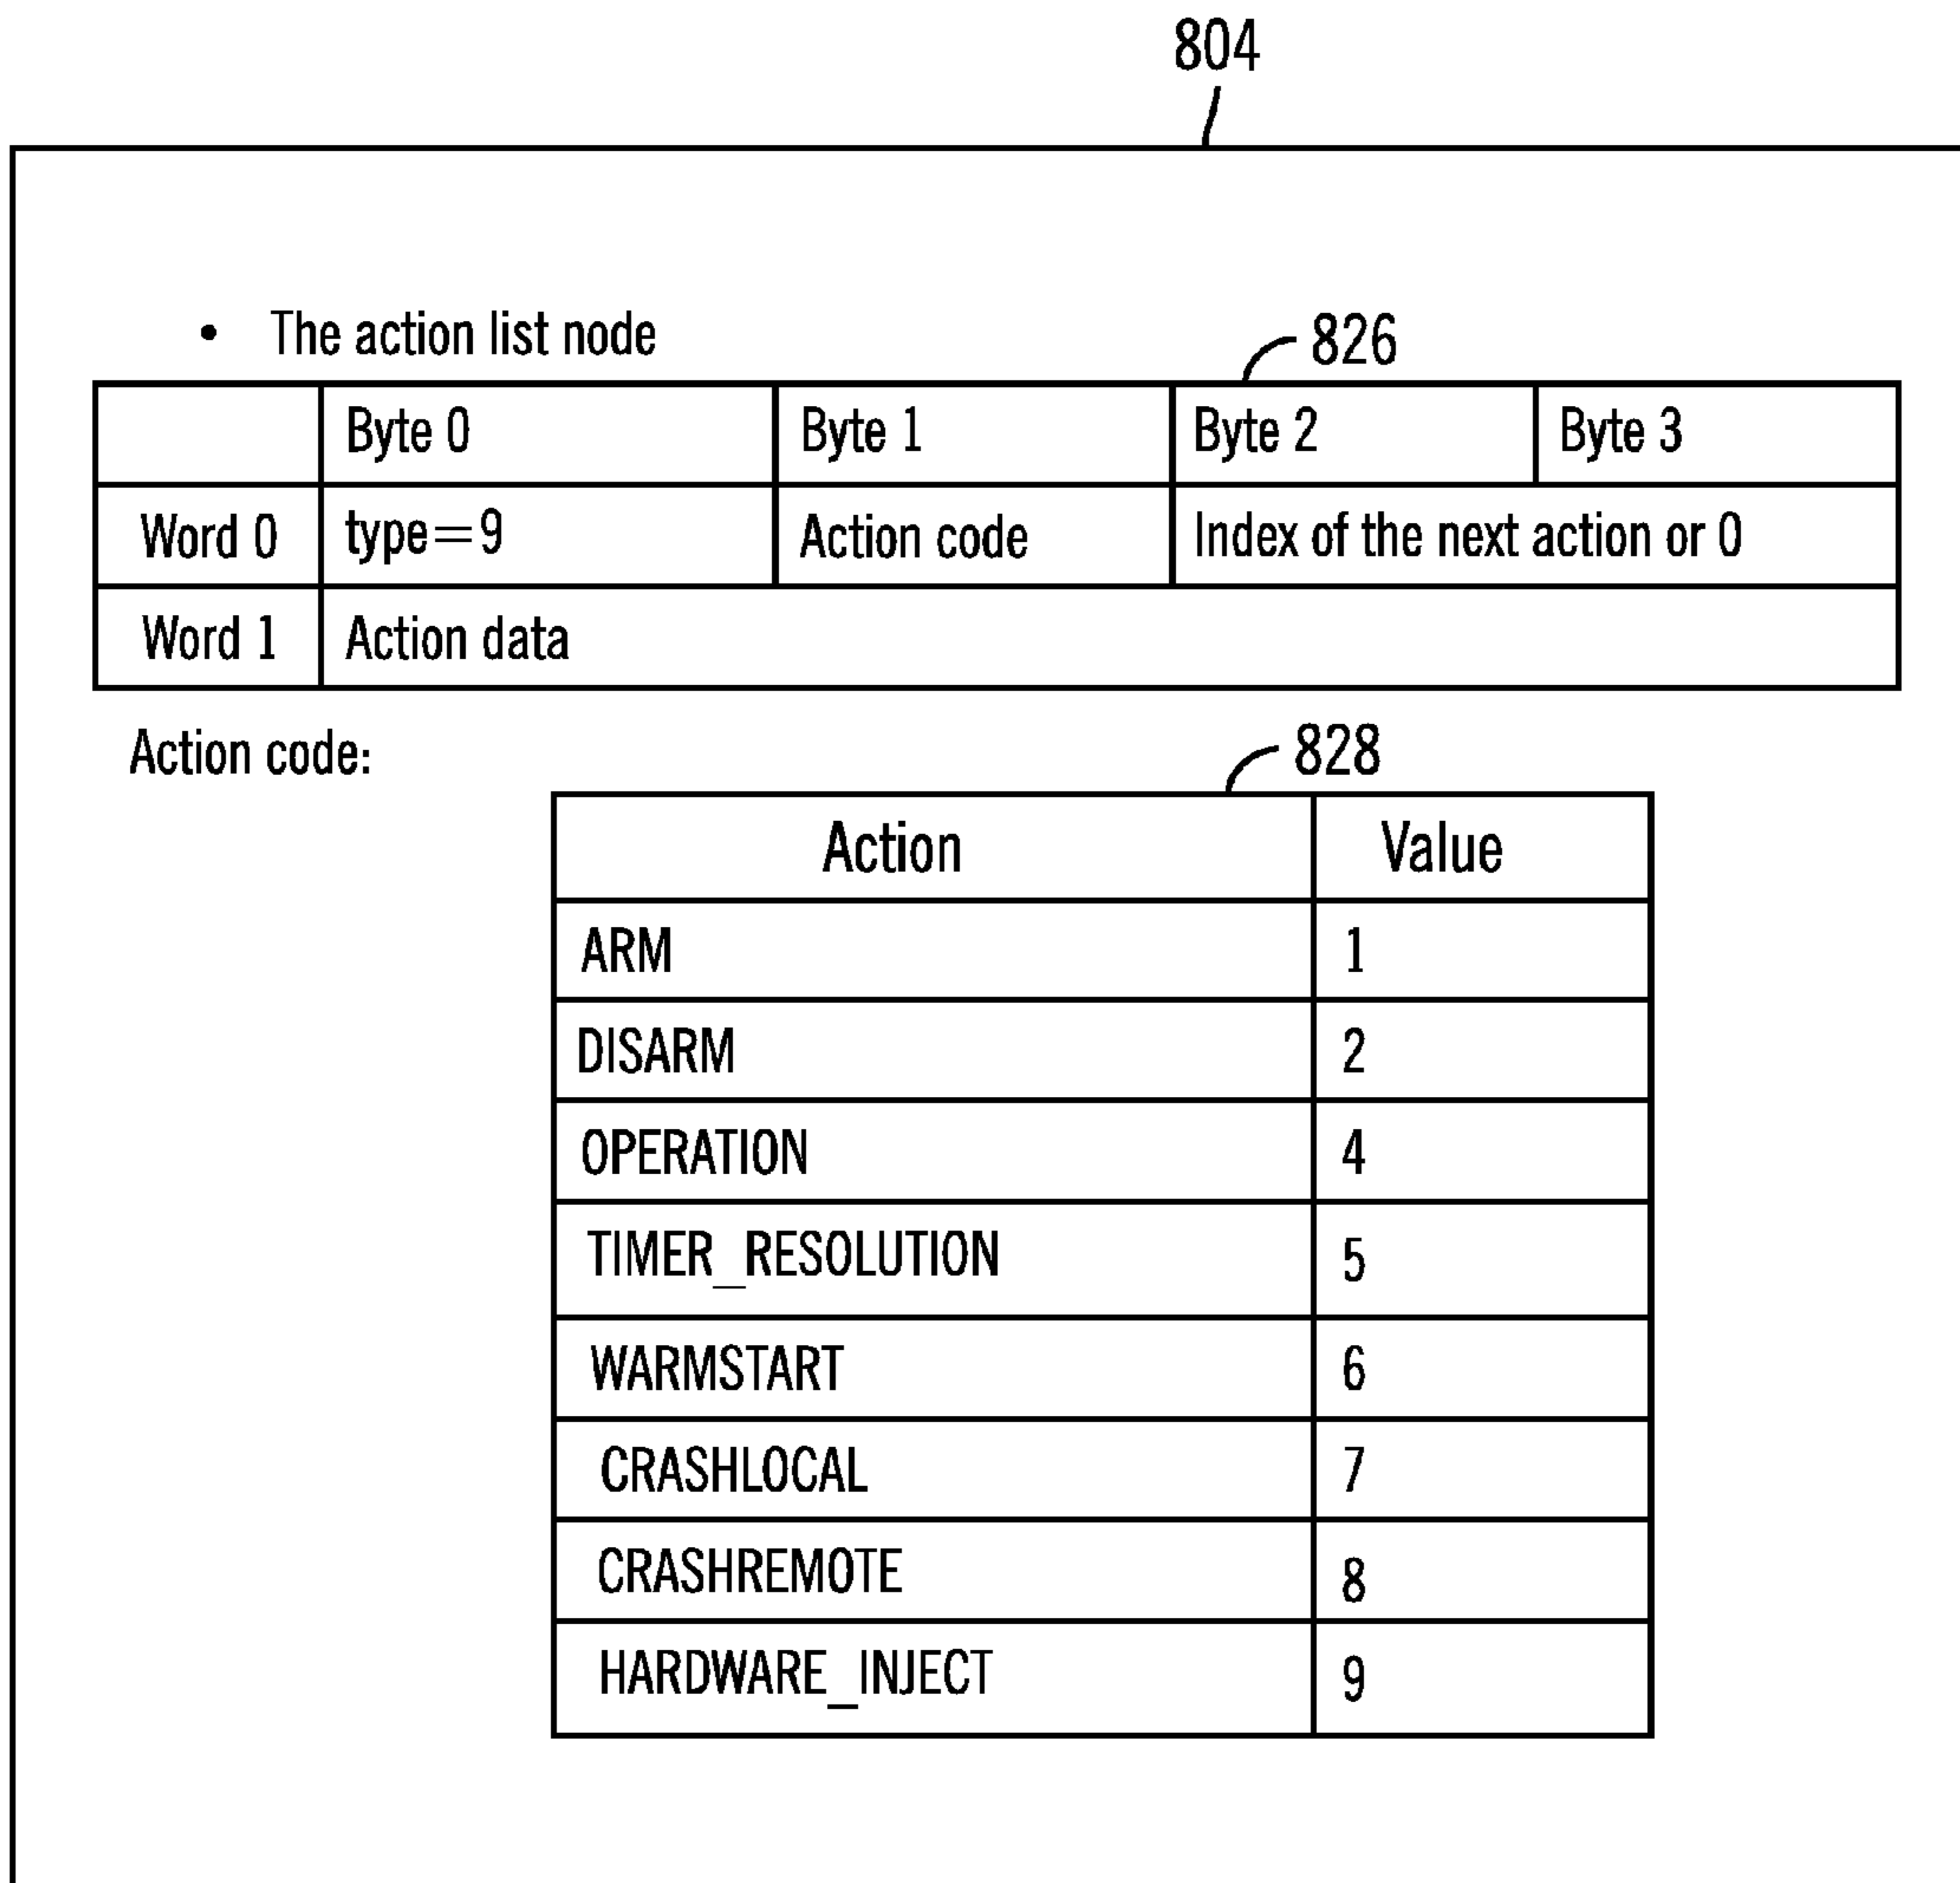 804
• The action list node
826
Byte 0 Byte 1 Byte 2 Byte 3
Word 0 type=9 Action code Index of the next action or 0
Word 1 Action data
Action code:
828
Action Value
ARM 1
DISARM 2
OPERATION 4
TIMER_RESOLUTION 5
WARMSTART 6
CRASHLOCAL 7
CRASHREMOTE 8
HARDWARE_INJECT 9